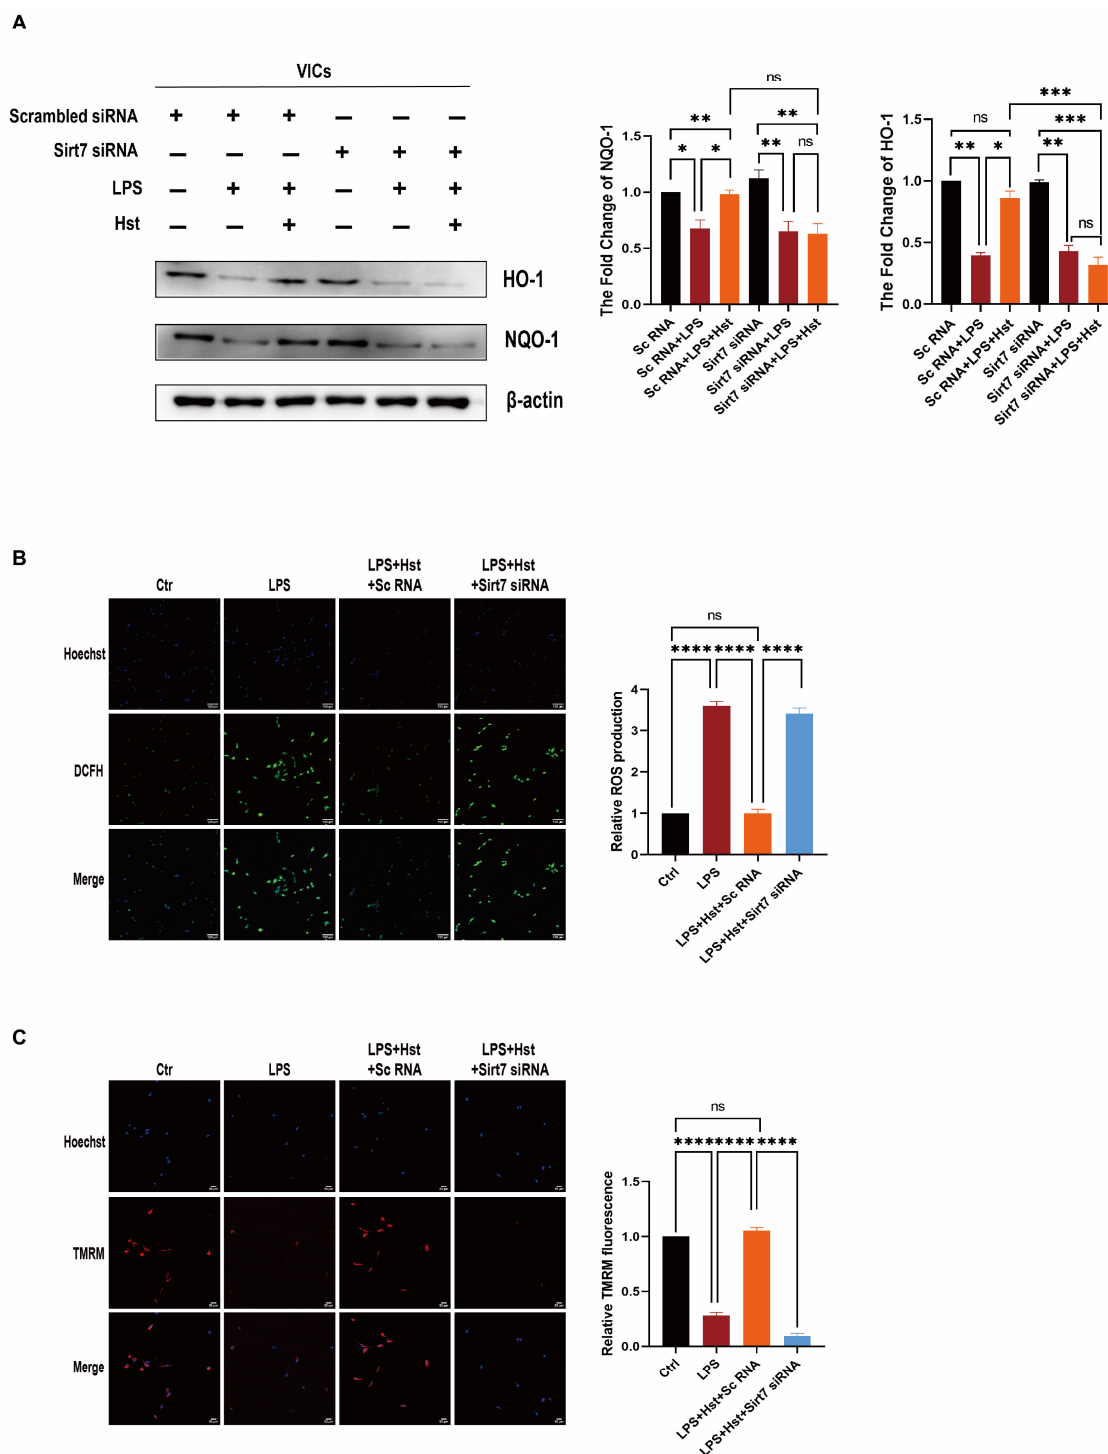 A
VICs
Scrambled siRNA + + + – – –
Sirt7 siRNA – – – + + +
LPS – + + – + +
Hst – – + – – +
HO-1
NQO-1
β-actin
The Fold Change of NQO-1
1.5
1.0
0.5
0.0
ns
** **
* * ** ns
Sc RNA
Sc RNA+LPS
Sc RNA+LPS+Hst
Sirt7 siRNA
Sirt7 siRNA+LPS
Sirt7 siRNA+LPS+Hst
The Fold Change of HO-1
1.5
1.0
0.5
0.0
***
ns ***
** * **
ns
Sc RNA
Sc RNA+LPS
Sc RNA+LPS+Hst
Sirt7 siRNA
Sirt7 siRNA+LPS
Sirt7 siRNA+LPS+Hst
B
Ctr
LPS
LPS+Hst
+Sc RNA
LPS+Hst
+Sirt7 siRNA
Hoechst
DCFH
Merge
Relative ROS production
4
3
2
1
0
ns
**** **** ****
Ctrl
LPS
LPS+Hst+Sc RNA
LPS+Hst+Sirt7 siRNA
C
Ctr
LPS
LPS+Hst
+Sc RNA
LPS+Hst
+Sirt7 siRNA
Hoechst
TMRM
Merge
Relative TMRM fluorescence
1.5
1.0
0.5
0.0
ns
**** **** ****
Ctrl
LPS
LPS+Hst+Sc RNA
LPS+Hst+Sirt7 siRNA